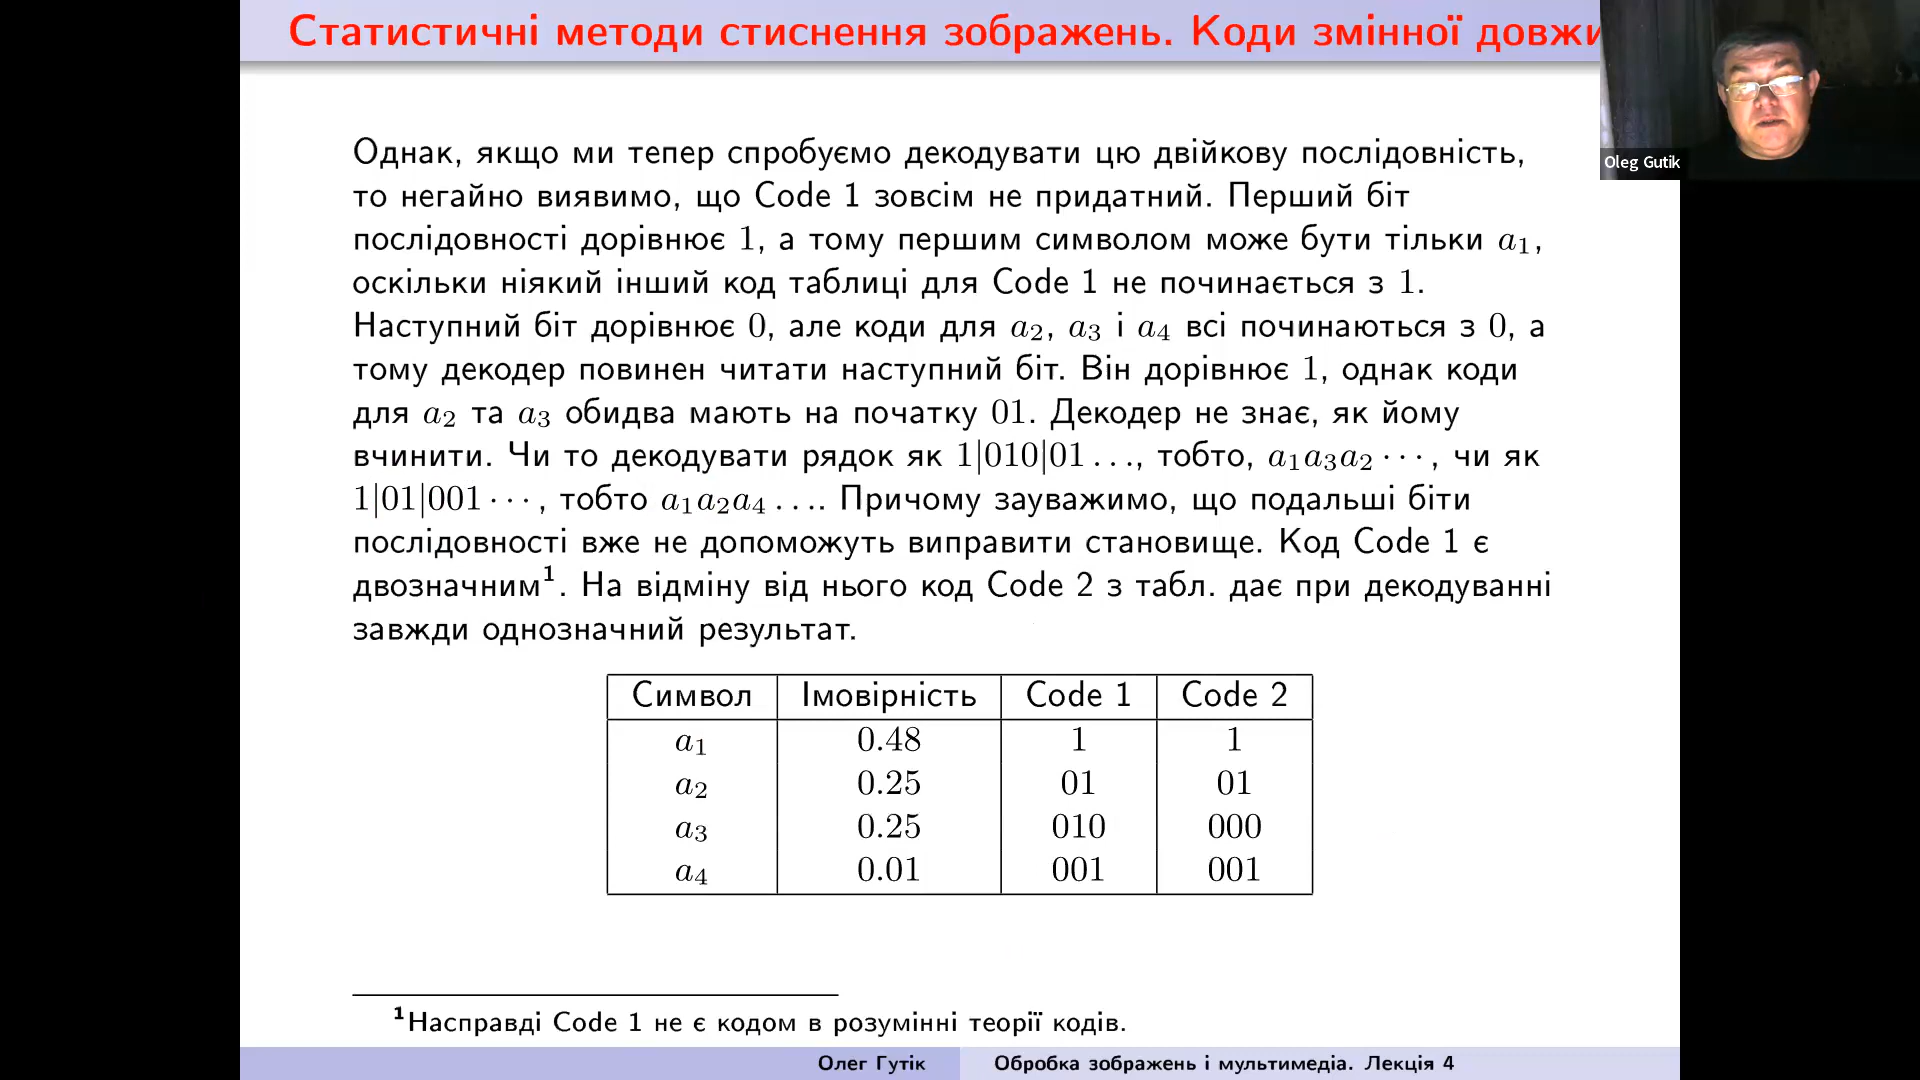 Статистичні методи стиснення зображень. Коди змінної довжи
Oleg Gutik
Однак, якщо ми тепер спробуємо декодувати цю двійкову послідовність,
то негайно виявимо, що Code 1 зовсім не придатний. Перший біт
послідовності дорівнює 1, а тому першим символом може бути тільки a₁,
оскільки ніякий інший код таблиці для Code 1 не починається з 1.
Наступний біт дорівнює 0, але коди для a₂, a₃ і a₄ всі починаються з 0, а
тому декодер повинен читати наступний біт. Він дорівнює 1, однак коди
для a₂ та a₃ обидва мають на початку 01. Декодер не знає, як йому
вчинити. Чи то декодувати рядок як 1|010|01 ..., тобто, a₁a₃a₂ ···, чи як
1|01|001 ···, тобто a₁a₂a₄ .... Причому зауважимо, що подальші біти
послідовності вже не допоможуть виправити становище. Код Code 1 є
двозначним¹. На відміну від нього код Code 2 з табл. дає при декодуванні
завжди однозначний результат.
Символ Імовірність Code 1 Code 2
a₁ 0.48 1 1
a₂ 0.25 01 01
a₃ 0.25 010 000
a₄ 0.01 001 001
¹Насправді Code 1 не є кодом в розумінні теорії кодів.
Олег Гутік Обробка зображень і мультимедіа. Лекція 4